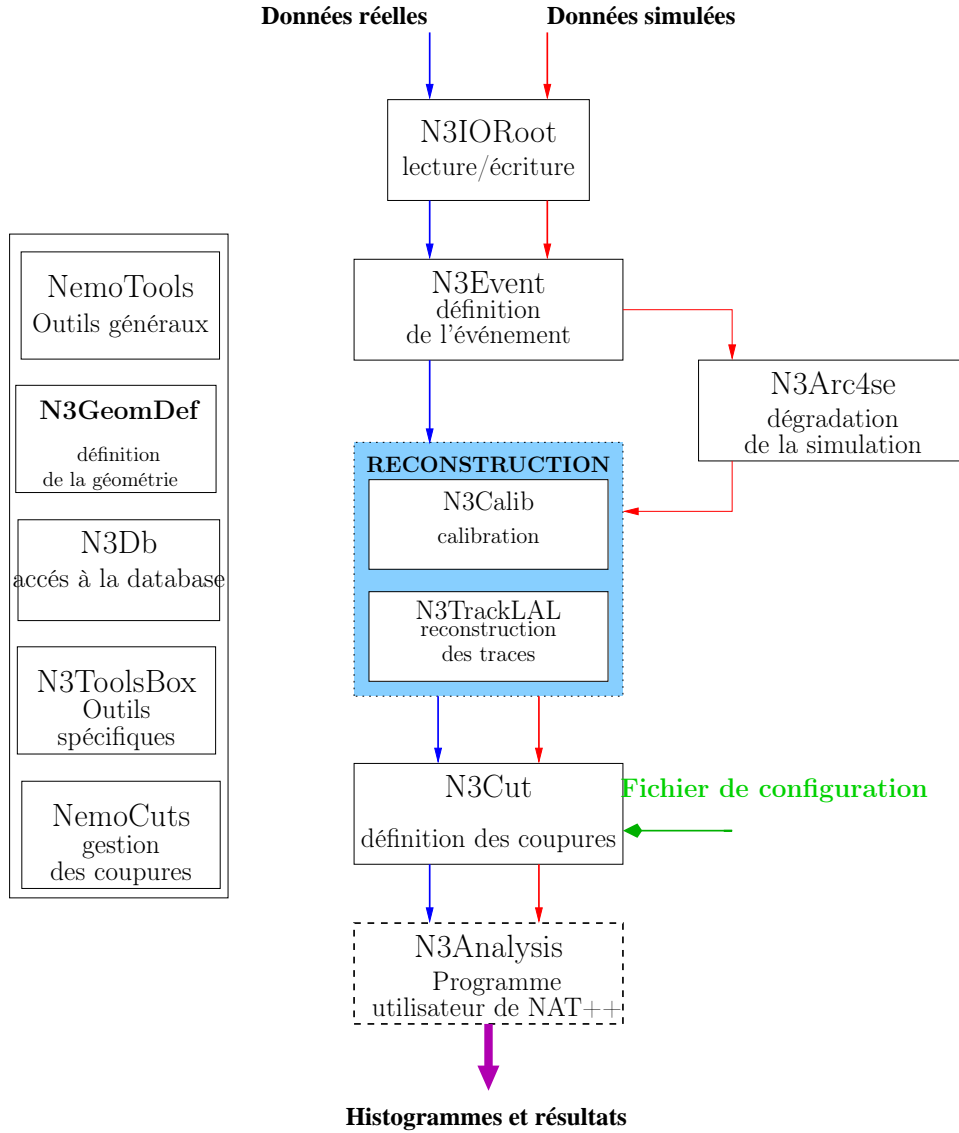 Données réelles
Données simulées
N3IORoot
lecture/écriture
N3Event
définition
de l'événement
N3Arc4se
dégradation
de la simulation
NemoTools
Outils généraux
N3GeomDef
définition
de la géométrie
N3Db
accés à la database
N3ToolsBox
Outils
spécifiques
NemoCuts
gestion
des coupures
RECONSTRUCTION
N3Calib
calibration
N3TrackLAL
reconstruction
des traces
N3Cut
définition des coupures
Fichier de configuration
N3Analysis
Programme
utilisateur de NAT++
Histogrammes et résultats